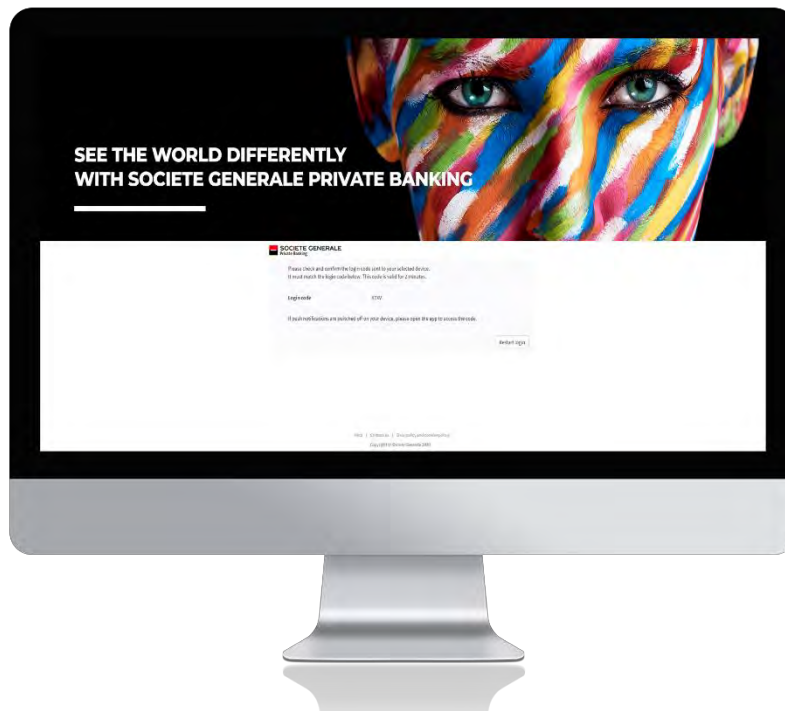 SEE THE WORLD DIFFERENTLY
WITH SOCIETE GENERALE PRIVATE BANKING
SOCIETE GENERALE
Private Banking
Please check and confirm the login code sent to your selected device.
It must match the login code below. This code is valid for 2 minutes.
Login code
If push notifications are switched off on your device, please open the app to access the code.
Restart login
| Contact us |